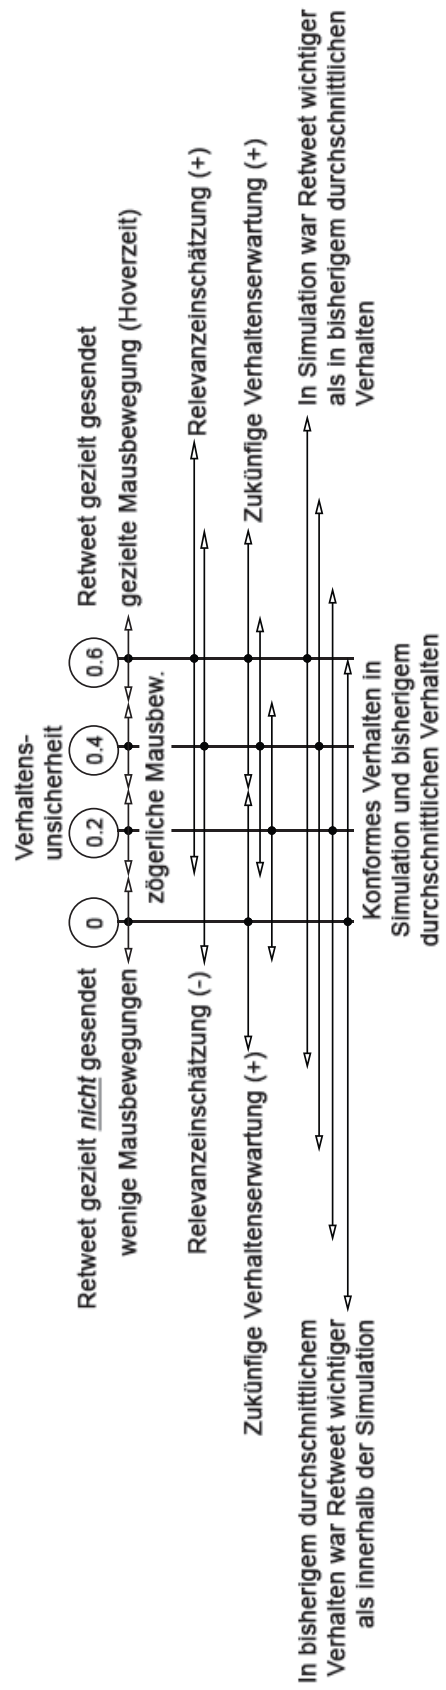 Verhaltens-
unsicherheit
Retweet gezielt nicht gesendet
0
0.2
0.4
0.6
Retweet gezielt gesendet
wenige Mausbewegungen
gezielte Mausbewegung (Hoverzeit)
zögerliche Mausbew.
Relevanzeinschätzung (-)
Relevanzeinschätzung (+)
Zukünfige Verhaltenserwartung (+)
Zukünfige Verhaltenserwartung (+)
In bisherigem durchschnittlichem
Verhalten war Retweet wichtiger
als innerhalb der Simulation
In Simulation war Retweet wichtiger
als in bisherigem durchschnittlichen
Verhalten
Konformes Verhalten in
Simulation und bisherigem
durchschnittlichen Verhalten